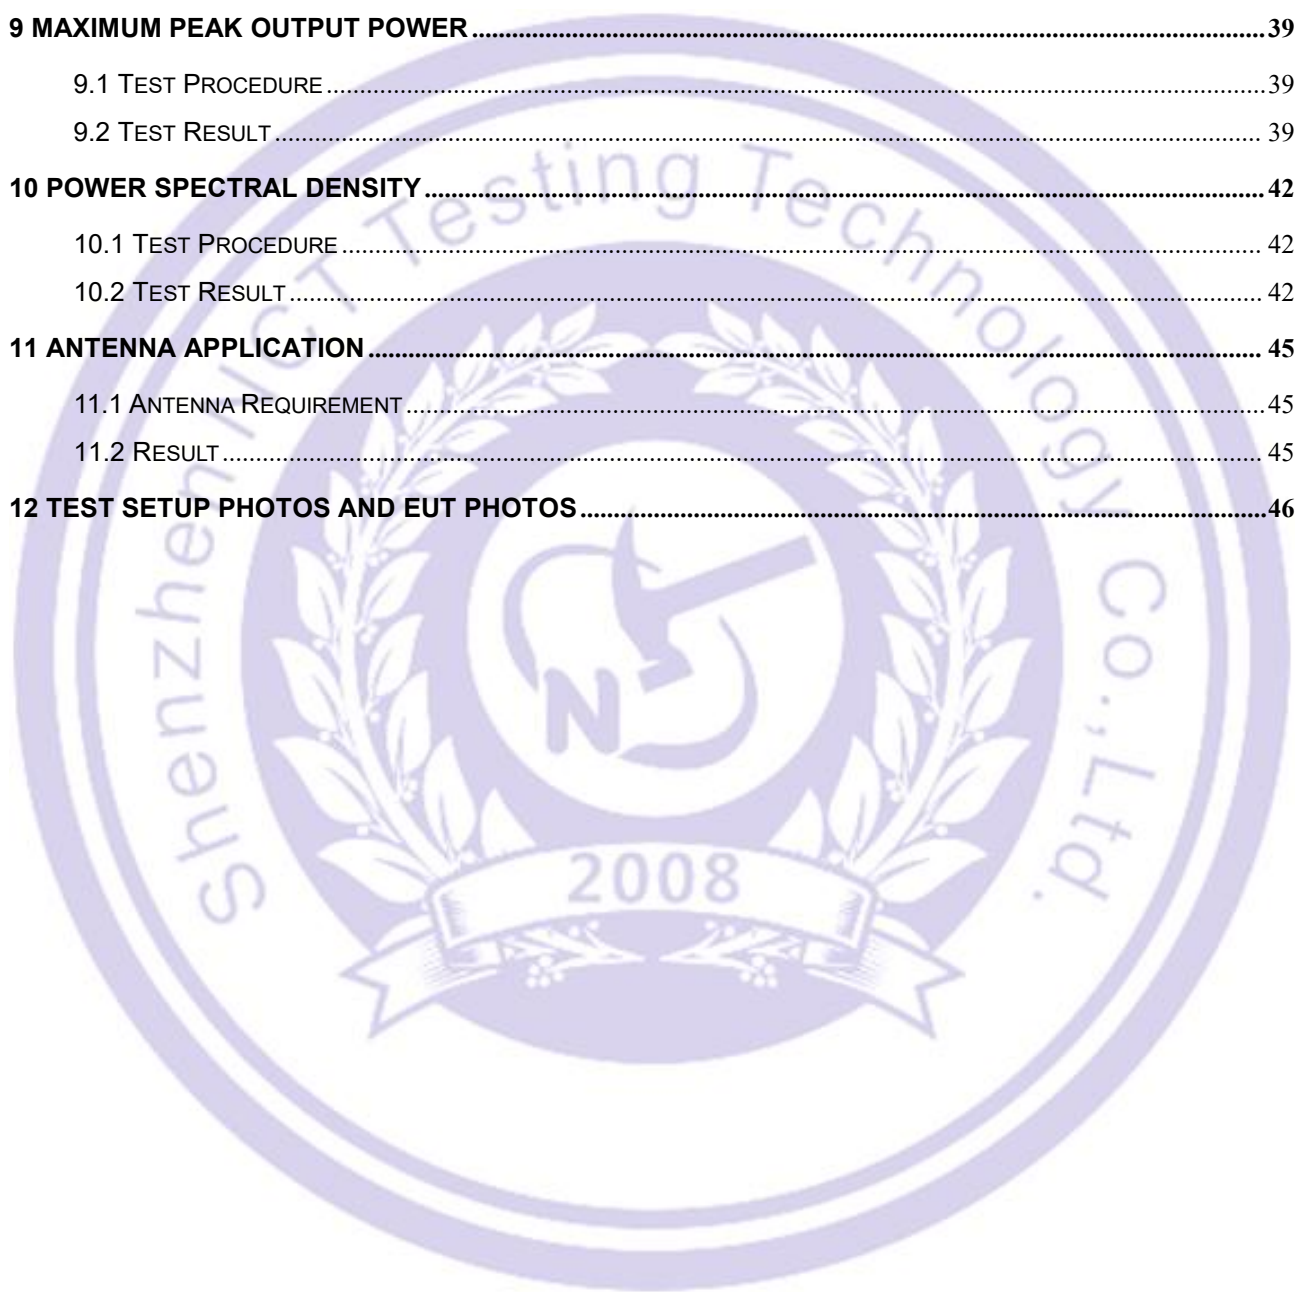 9 MAXIMUM PEAK OUTPUT POWER 39
9.1 TEST PROCEDURE 39
9.2 TEST RESULT 39
10 POWER SPECTRAL DENSITY 42
10.1 TEST PROCEDURE 42
10.2 TEST RESULT 42
11 ANTENNA APPLICATION 45
11.1 ANTENNA REQUIREMENT 45
11.2 RESULT 45
12 TEST SETUP PHOTOS AND EUT PHOTOS 46
Testing Technology Co.,Ltd.
Shenzhen
N
2008